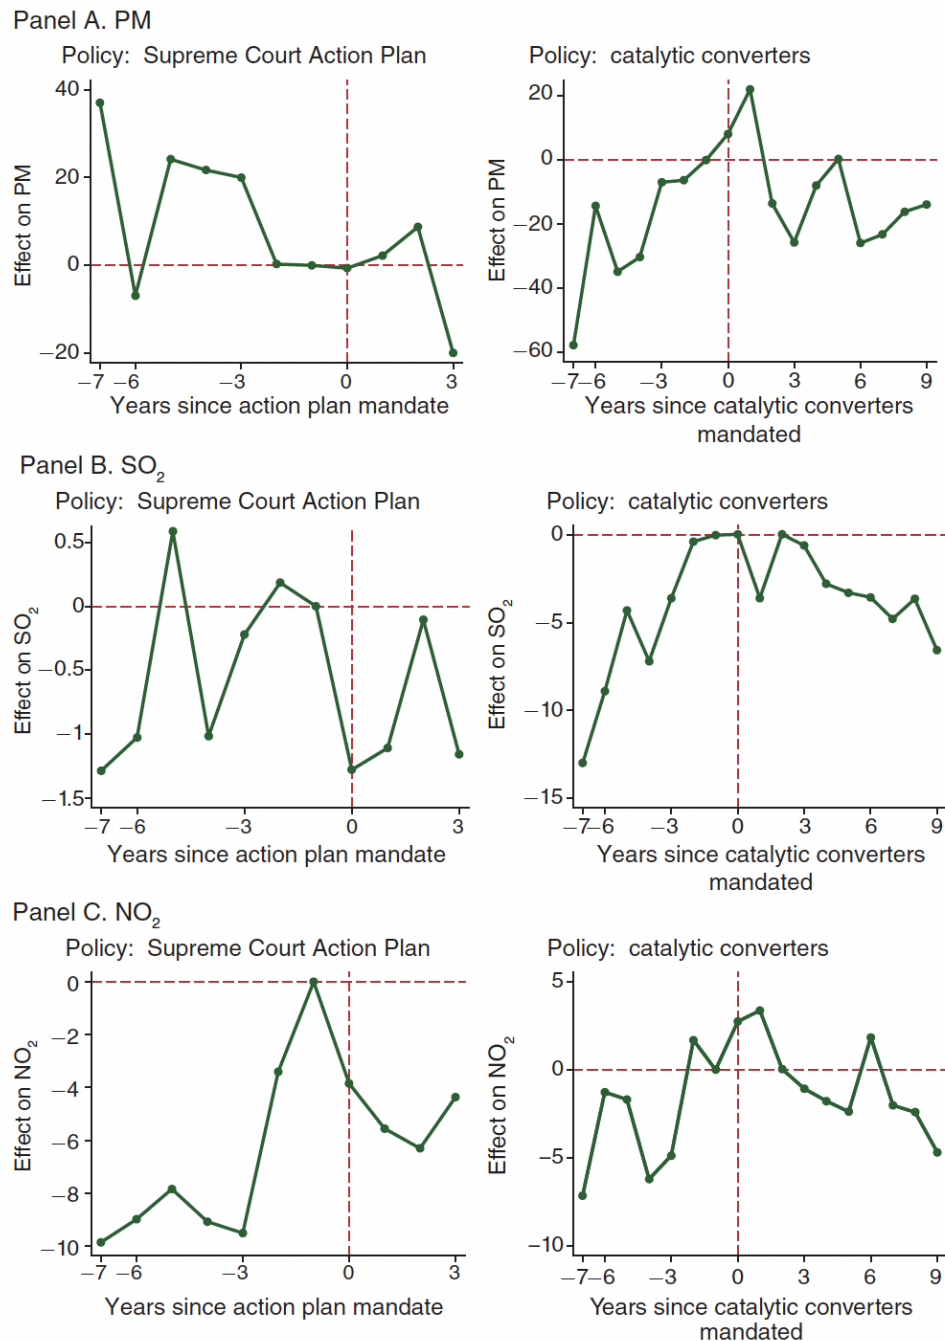 Panel A. PM
Policy: Supreme Court Action Plan
Effect on PM
40
20
0
−20
−7 −6 −3 0 3
Years since action plan mandate
Policy: catalytic converters
Effect on PM
20
0
−20
−40
−60
−7−6 −3 0 3 6 9
Years since catalytic converters
mandated
Panel B. SO2
Policy: Supreme Court Action Plan
Effect on SO2
0.5
0
−0.5
−1
−1.5
−7 −6 −3 0 3
Years since action plan mandate
Policy: catalytic converters
Effect on SO2
0
−5
−10
−15
−7−6 −3 0 3 6 9
Years since catalytic converters
mandated
Panel C. NO2
Policy: Supreme Court Action Plan
Effect on NO2
0
−2
−4
−6
−8
−10
−7 −6 −3 0 3
Years since action plan mandate
Policy: catalytic converters
Effect on NO2
5
0
−5
−10
−7−6 −3 0 3 6 9
Years since catalytic converters
mandated